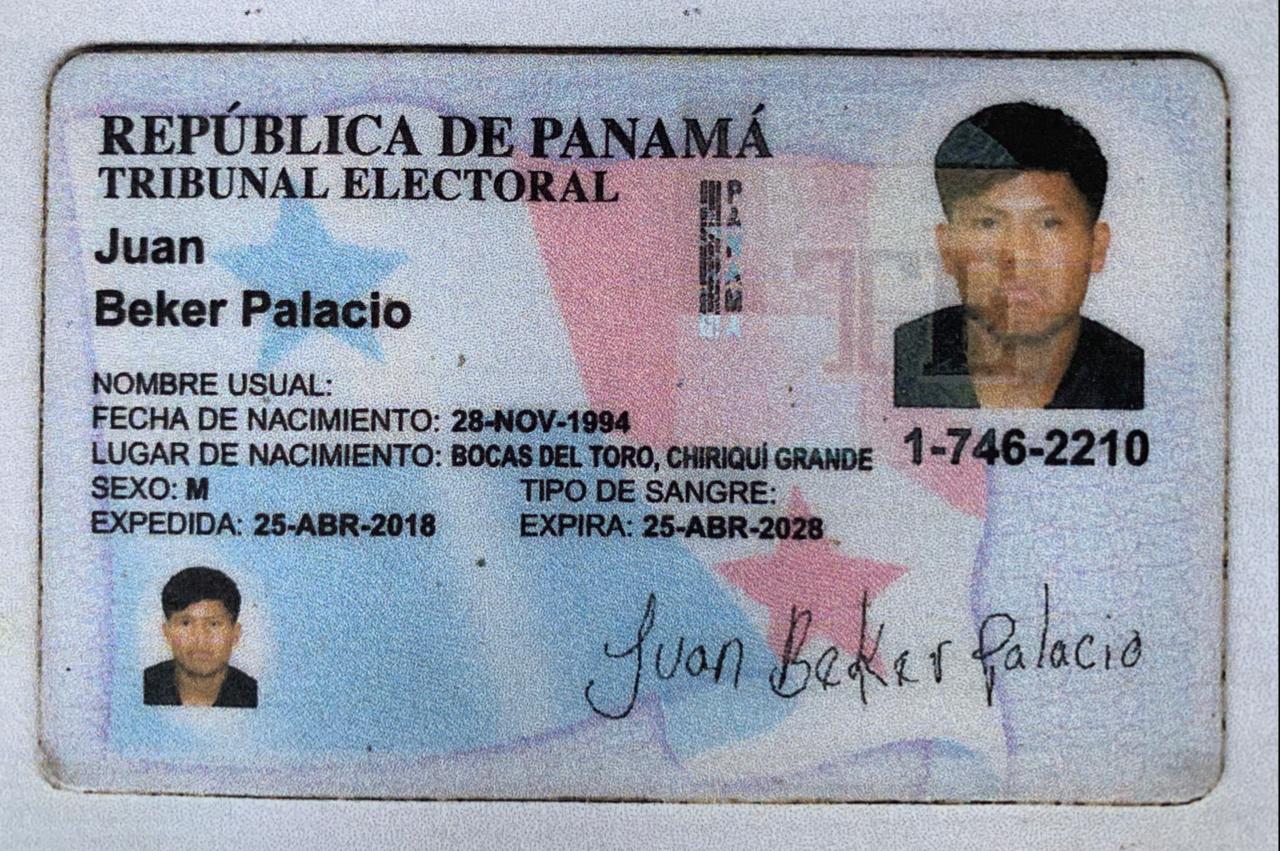 REPÚBLICA DE PANAMÁ
TRIBUNAL ELECTORAL
Juan
Beker Palacio
NOMBRE USUAL:
FECHA DE NACIMIENTO: 28-NOV-1994
LUGAR DE NACIMIENTO: BOCAS DEL TORO, CHIRIQUÍ GRANDE
SEXO: M TIPO DE SANGRE:
EXPEDIDA: 25-ABR-2018 EXPIRA: 25-ABR-2028
1-746-2210
PANAMA
TE
Juan Beker Palacio